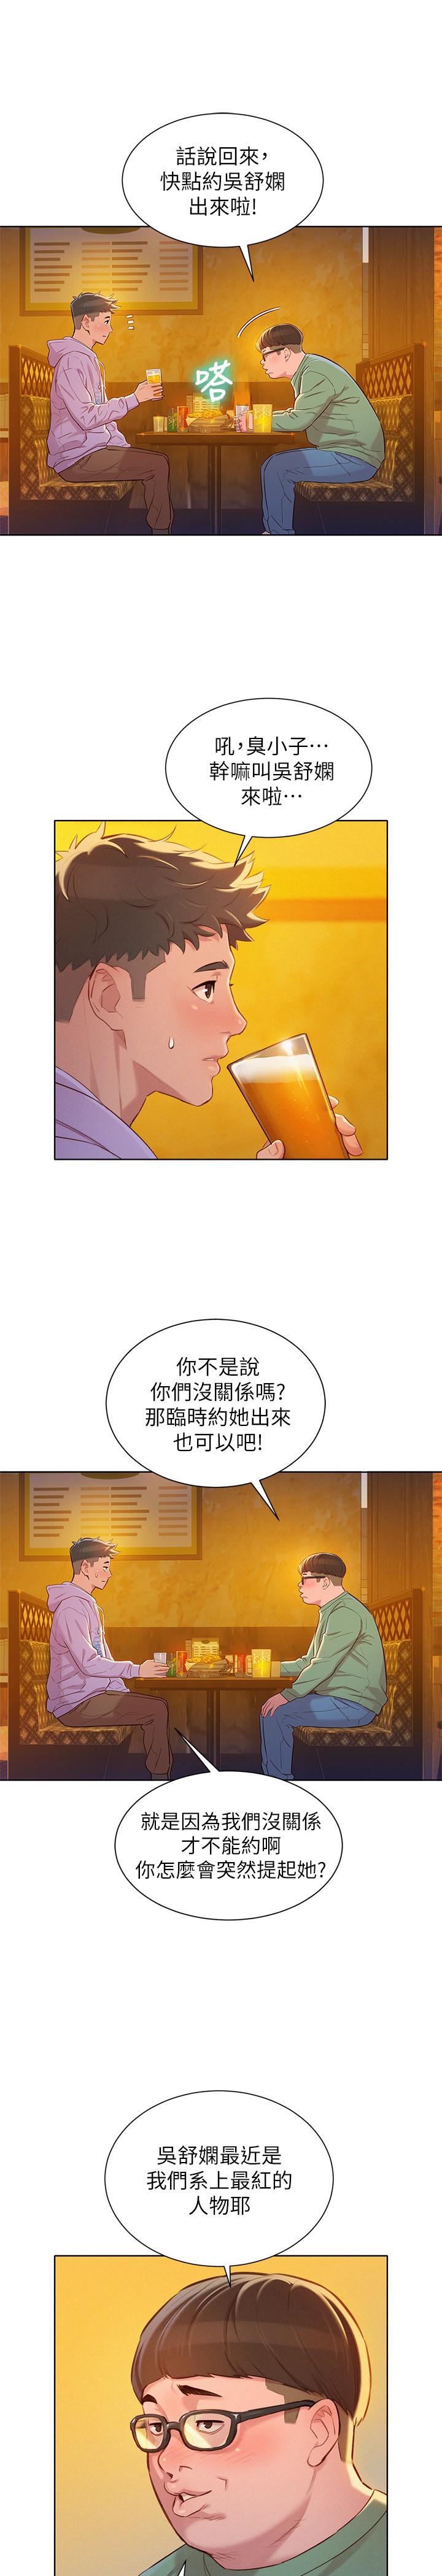 話說回來，
快點約吳舒嫻
出來啦!
嗒
吼，臭小子⋯
幹嘛叫吳舒嫻
來啦⋯
你不是說
你們沒關係嗎?
那臨時約她出來
也可以吧!
就是因為我們沒關係
才不能約啊
你怎麼會突然提起她?
吳舒嫻最近是
我們系上最紅的
人物耶